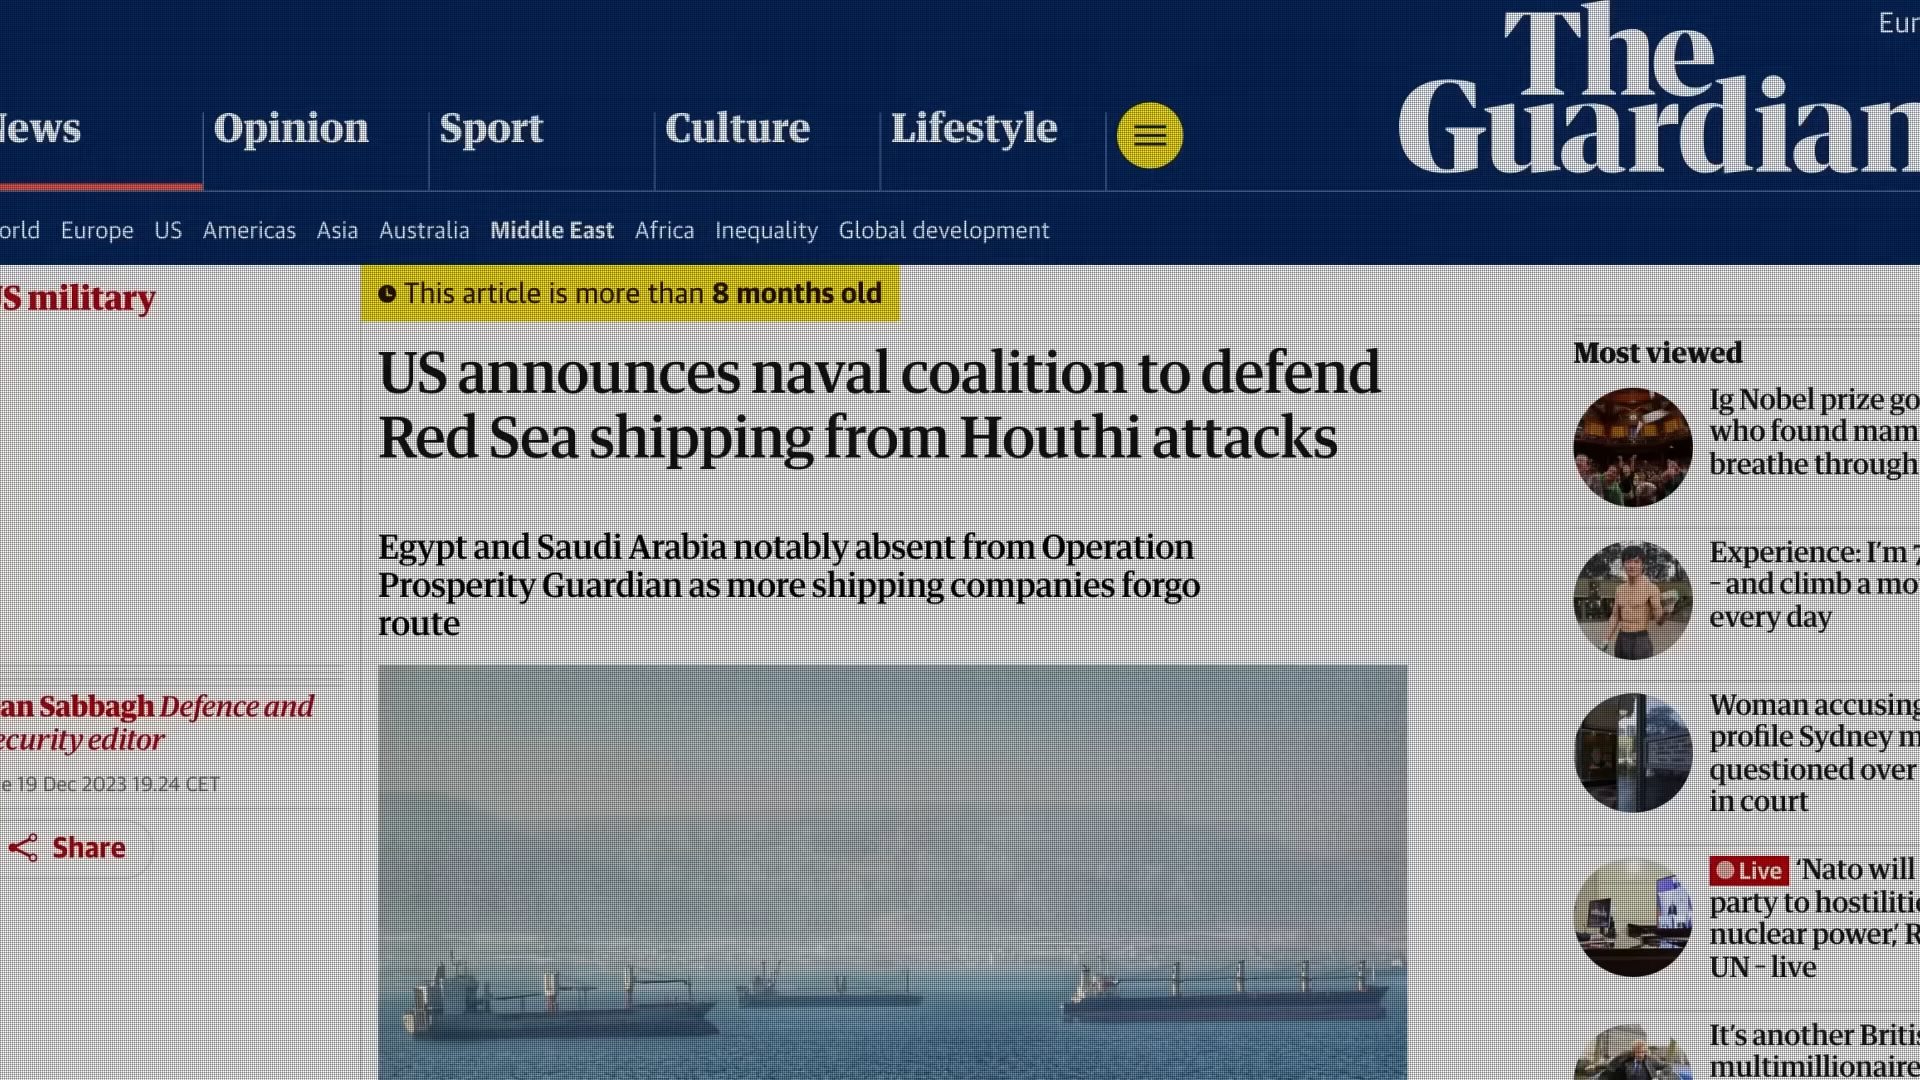 The
Guardian
Eur
News
Opinion
Sport
Culture
Lifestyle
orld Europe US Americas Asia Australia Middle East Africa Inequality Global development
US military
This article is more than 8 months old
US announces naval coalition to defend
Red Sea shipping from Houthi attacks
Egypt and Saudi Arabia notably absent from Operation
Prosperity Guardian as more shipping companies forgo
route
an Sabbagh Defence and
ecurity editor
e 19 Dec 2023 19.24 CET
Share
Most viewed
Ig Nobel prize go
who found mam
breathe through
Experience: I’m 7
– and climb a mo
every day
Woman accusing
profile Sydney m
questioned over
in court
Live ‘Nato will
party to hostilitie
nuclear power,’ R
UN – live
It’s another Britis
multimillionaire